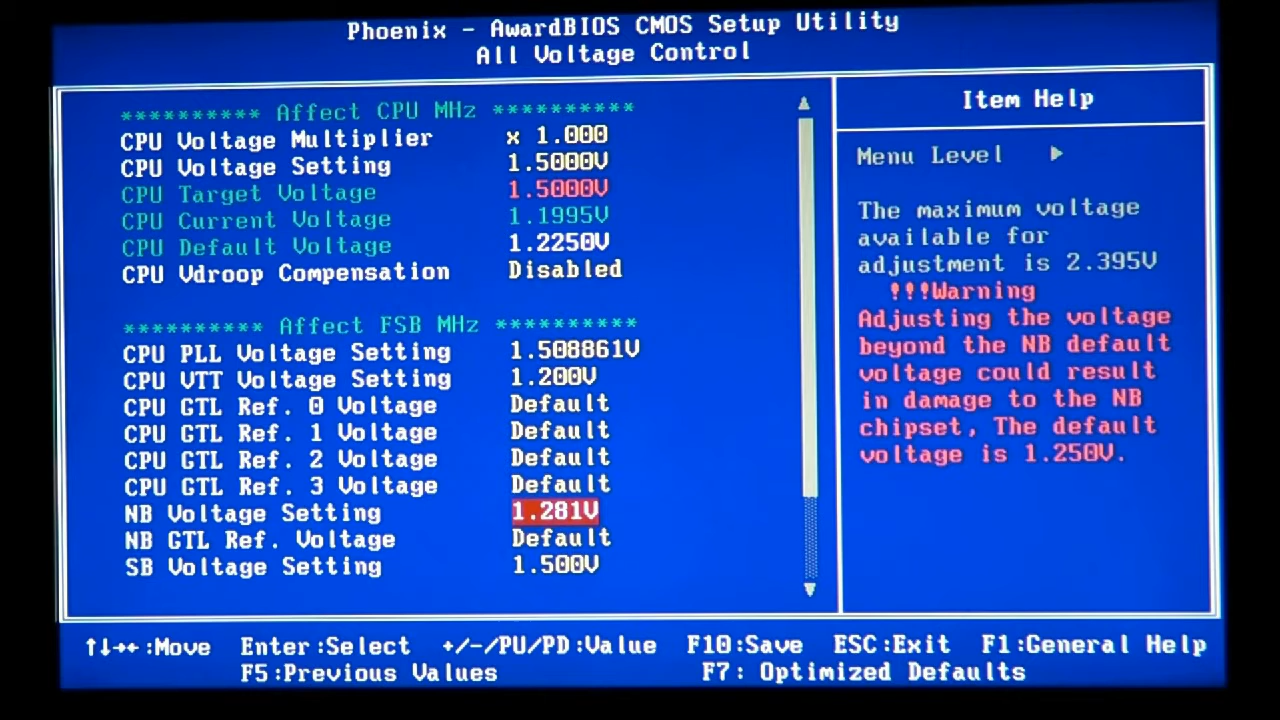 Phoenix - AwardBIOS CMOS Setup Utility
All Voltage Control
********** Affect CPU MHz **********
CPU Voltage Multiplier x 1.000
CPU Voltage Setting 1.5000V
CPU Target Voltage 1.5000V
CPU Current Voltage 1.1995V
CPU Default Voltage 1.2250V
CPU Vdroop Compensation Disabled
********** Affect FSB MHz **********
CPU PLL Voltage Setting 1.508861V
CPU VTT Voltage Setting 1.200V
CPU GTL Ref. 0 Voltage Default
CPU GTL Ref. 1 Voltage Default
CPU GTL Ref. 2 Voltage Default
CPU GTL Ref. 3 Voltage Default
NB Voltage Setting 1.281V
NB GTL Ref. Voltage Default
SB Voltage Setting 1.500V
Item Help
Menu Level ▶
The maximum voltage
available for
adjustment is 2.395V
!!!Warning
Adjusting the voltage
beyond the NB default
voltage could result
in damage to the NB
chipset, The default
voltage is 1.250V.
↑↓→←:Move Enter:Select +/-/PU/PD:Value F10:Save ESC:Exit F1:General Help
F5:Previous Values F7: Optimized Defaults